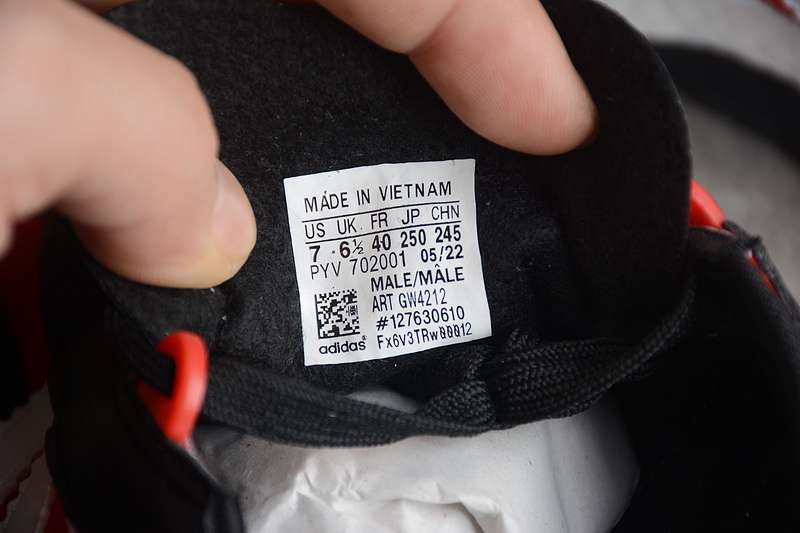 MADE IN VIETNAM
US UK FR JP CHN
7 6½ 40 250 245
PYV 702001 05/22
MALE/MÂLE
ART GW4212
#127630610
adidas®